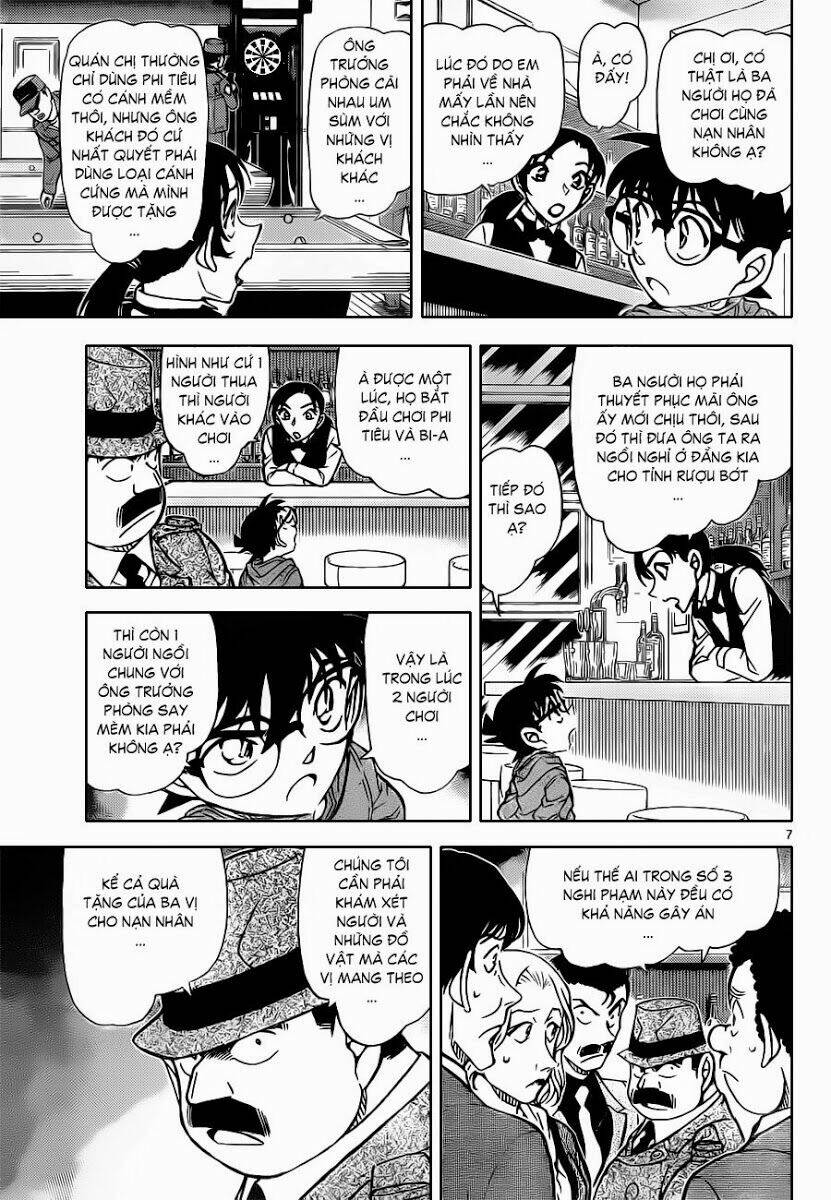 CHỊ ƠI, CÓ
THẬT LÀ BA
NGƯỜI HỌ ĐÃ
CHƠI CÙNG
NẠN NHÂN
KHÔNG Ạ?
À, CÓ
ĐẤY!
LÚC ĐÓ DO EM
PHẢI VỀ NHÀ
MẤY LẦN NÊN
CHẮC KHÔNG
NHÌN THẤY
...
ÔNG
TRƯỞNG
PHÒNG CÃI
NHAU UM
SÙM VỚI
NHỮNG VỊ
KHÁCH
KHÁC
...
QUÁN CHỊ THƯỜNG
CHỈ DÙNG PHI TIÊU
CÓ CÁNH MỀM
THÔI, NHƯNG ÔNG
KHÁCH ĐÓ CỨ
NHẤT QUYẾT PHẢI
DÙNG LOẠI CÁNH
CỨNG MÀ MÌNH
ĐƯỢC TẶNG
...
BA NGƯỜI HỌ PHẢI
THUYẾT PHỤC MÃI ÔNG
ẤY MỚI CHỊU THÔI, SAU
ĐÓ THÌ ĐƯA ÔNG TA RA
NGỒI NGHỈ Ở ĐẰNG KIA
CHO TỈNH RƯỢU BỚT
...
TIẾP ĐÓ
THÌ SAO
Ạ?
À ĐƯỢC MỘT
LÚC, HỌ BẮT
ĐẦU CHƠI PHI
TIÊU VÀ BI-A
HÌNH NHƯ CỨ 1
NGƯỜI THUA
THÌ NGƯỜI
KHÁC VÀO
CHƠI
...
VẬY LÀ
TRONG LÚC
2 NGƯỜI
CHƠI
...
THÌ CÒN 1
NGƯỜI NGỒI
CHUNG VỚI
ÔNG TRƯỞNG
PHÒNG SAY
MÈM KIA PHẢI
KHÔNG Ạ?
7
NẾU THẾ AI TRONG SỐ 3
NGHI PHẠM NÀY ĐỀU CÓ
KHẢ NĂNG GÂY ÁN
...
CHÚNG TÔI
CẦN PHẢI
KHÁM XÉT
NGƯỜI VÀ
NHỮNG ĐỒ
VẬT MÀ CÁC
VỊ MANG THEO
...
KỂ CẢ QUÀ
TẶNG CỦA BA VỊ
CHO NẠN NHÂN
...